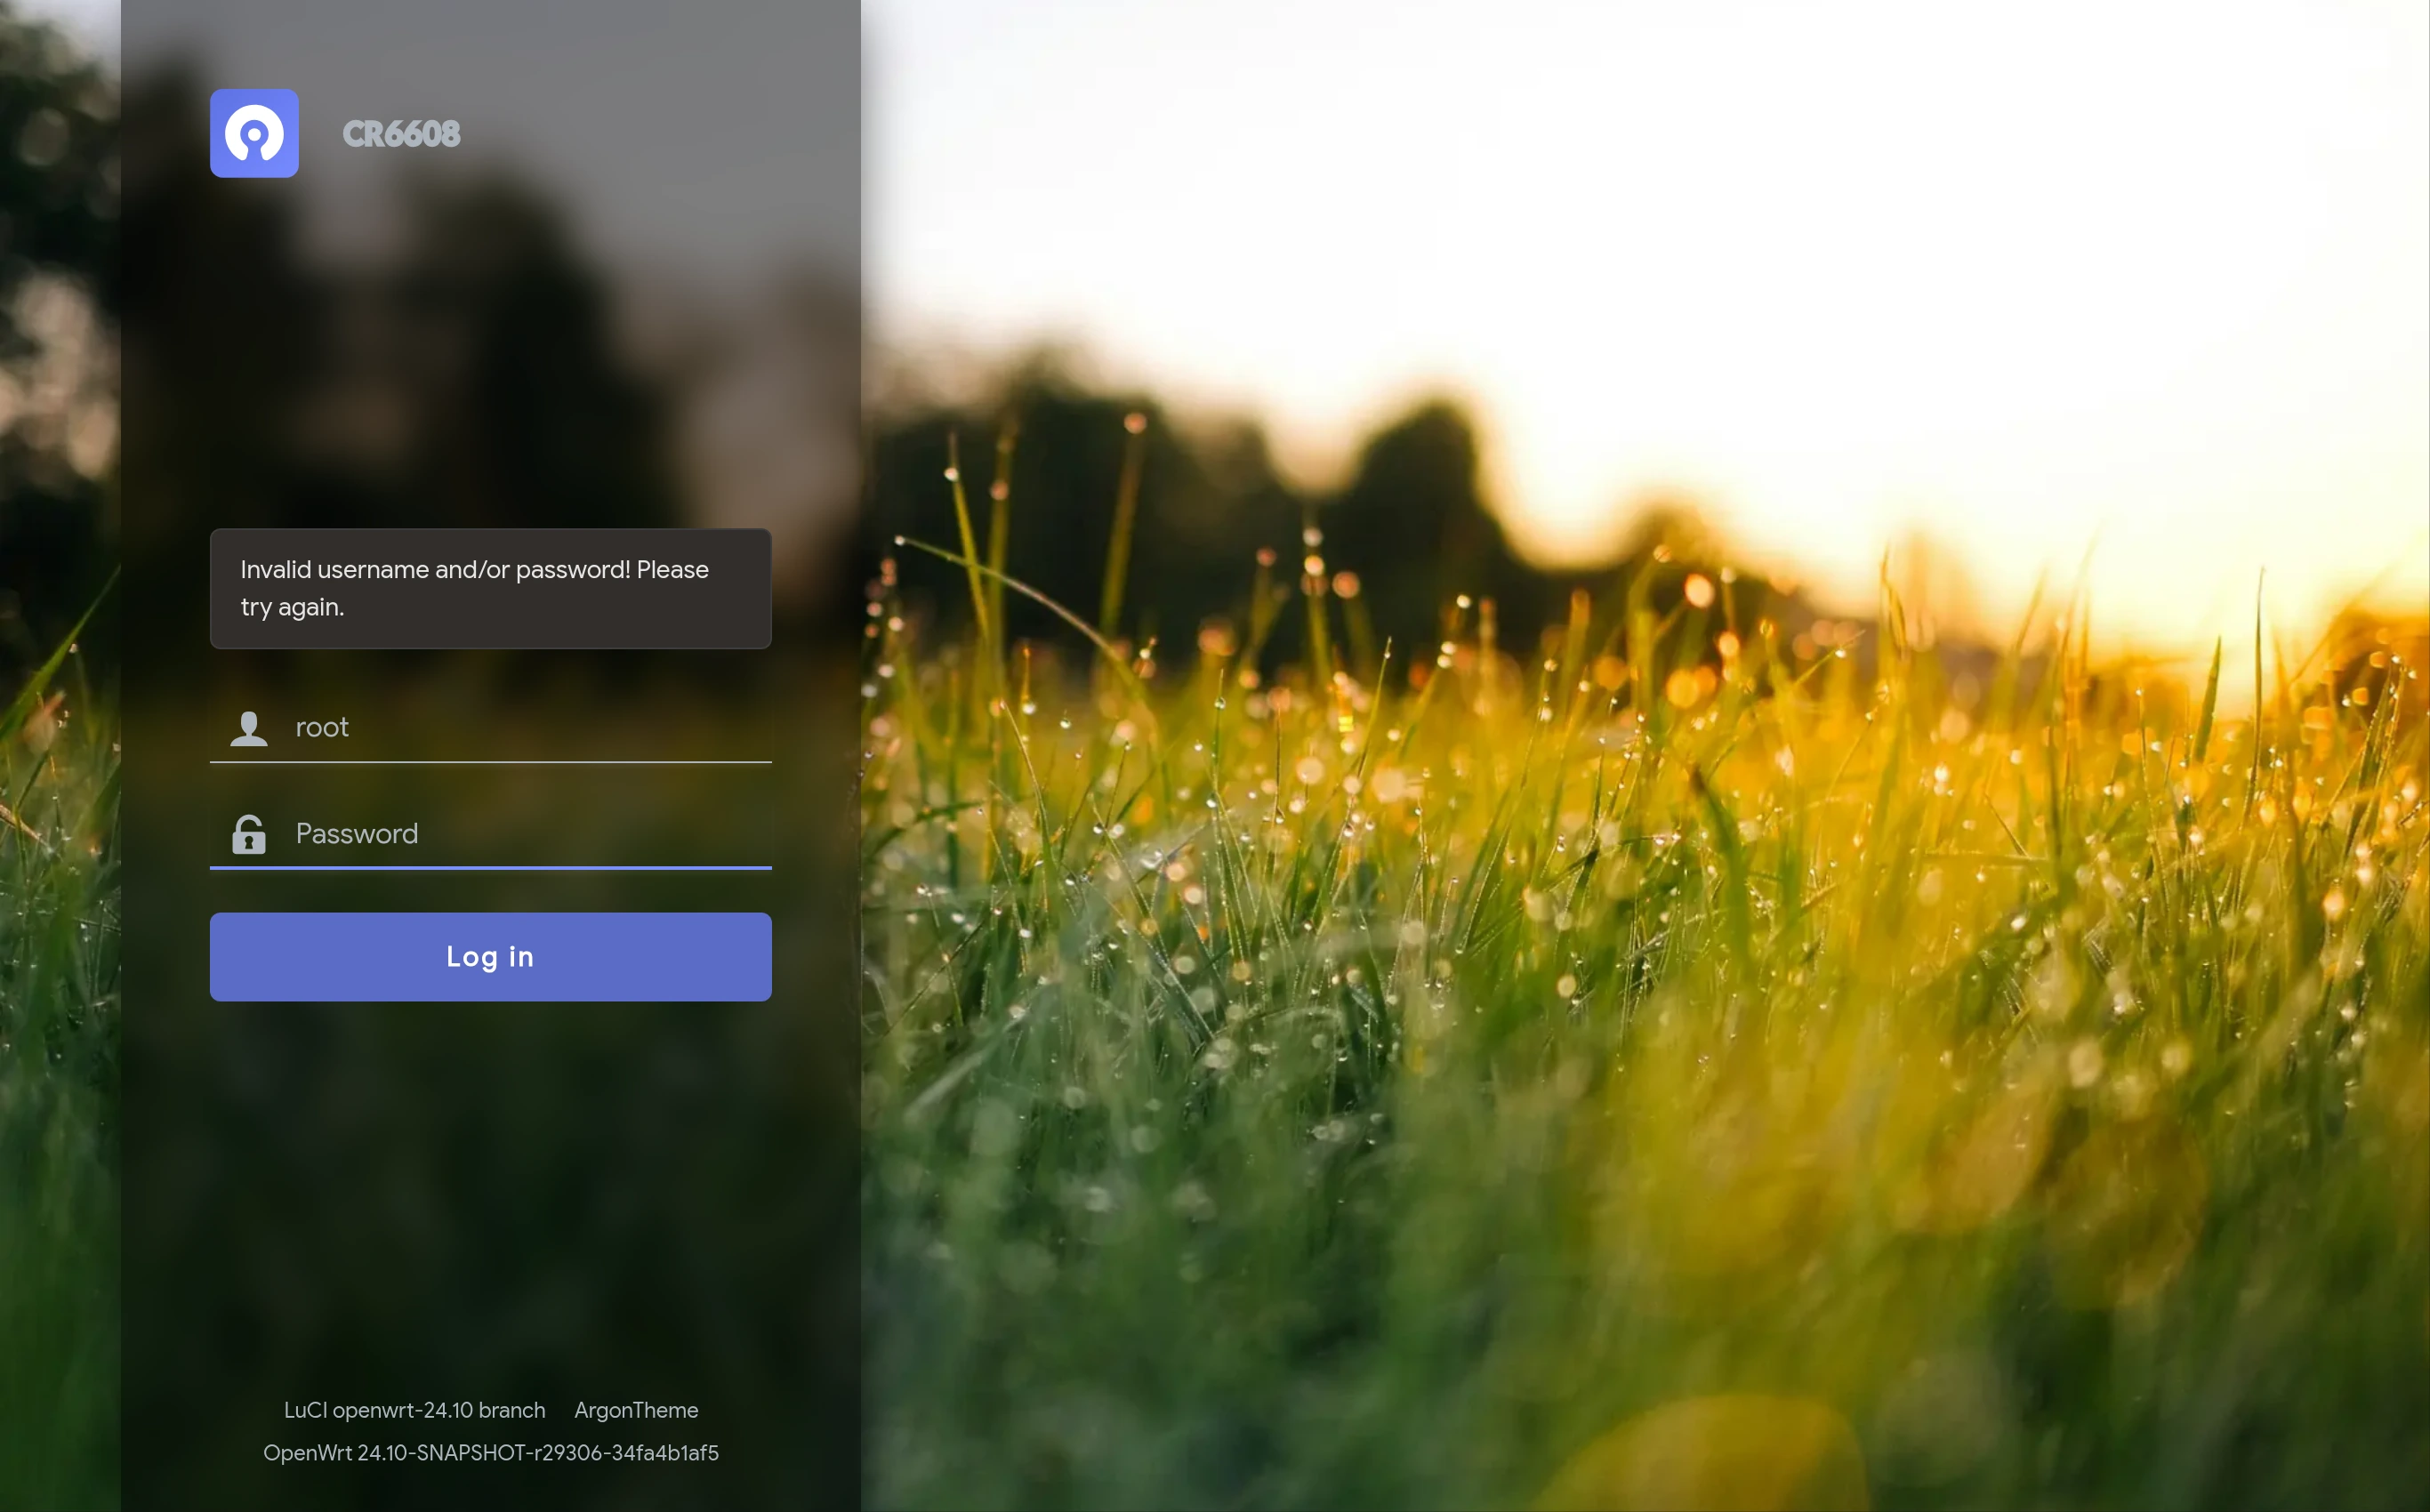 CR6608
Invalid username and/or password! Please
try again.
root
Password
Log in
LuCI openwrt-24.10 branch ArgonTheme
OpenWrt 24.10-SNAPSHOT-r29306-34fa4b1af5